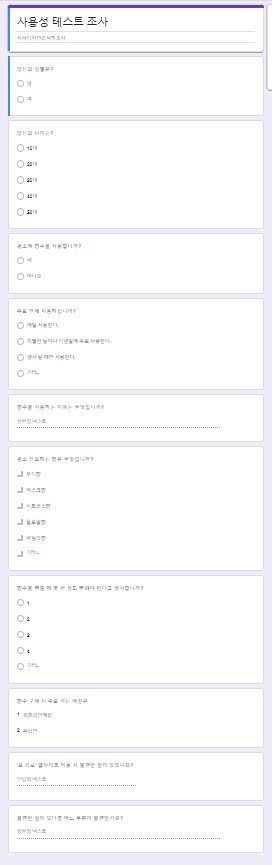 사용성 테스트 조사
시각디자인소비자조사
당신의 성별은?
남
여
당신의 나이는?
10대
20대
30대
40대
50대
평소에 향수를 사용합니까?
네
아니요
주로 언제 사용하십니까?
매일 사용한다.
특별한 날이나 기념일에 주로 사용한다.
생각날 때만 사용한다.
기타...
향수를 사용하는 이유는 무엇입니까?
장문형 텍스트
평소 선호하는 향은 무엇입니까?
우디향
머스크향
시트러스향
플로럴향
바닐라향
기타...
향수를 뿌릴 때 몇 번 정도 뿌려야 한다고 생각합니까?
1
2
3
4
기타...
향수 구매 시 주로 가는 매장은
1 오프라인매장
2 온라인
웹사이트 이용 시 불편한 점이 있었나요?
단답형 텍스트
불편한 점이 있다면 어느 부분이 불편한가요?
장문형 텍스트